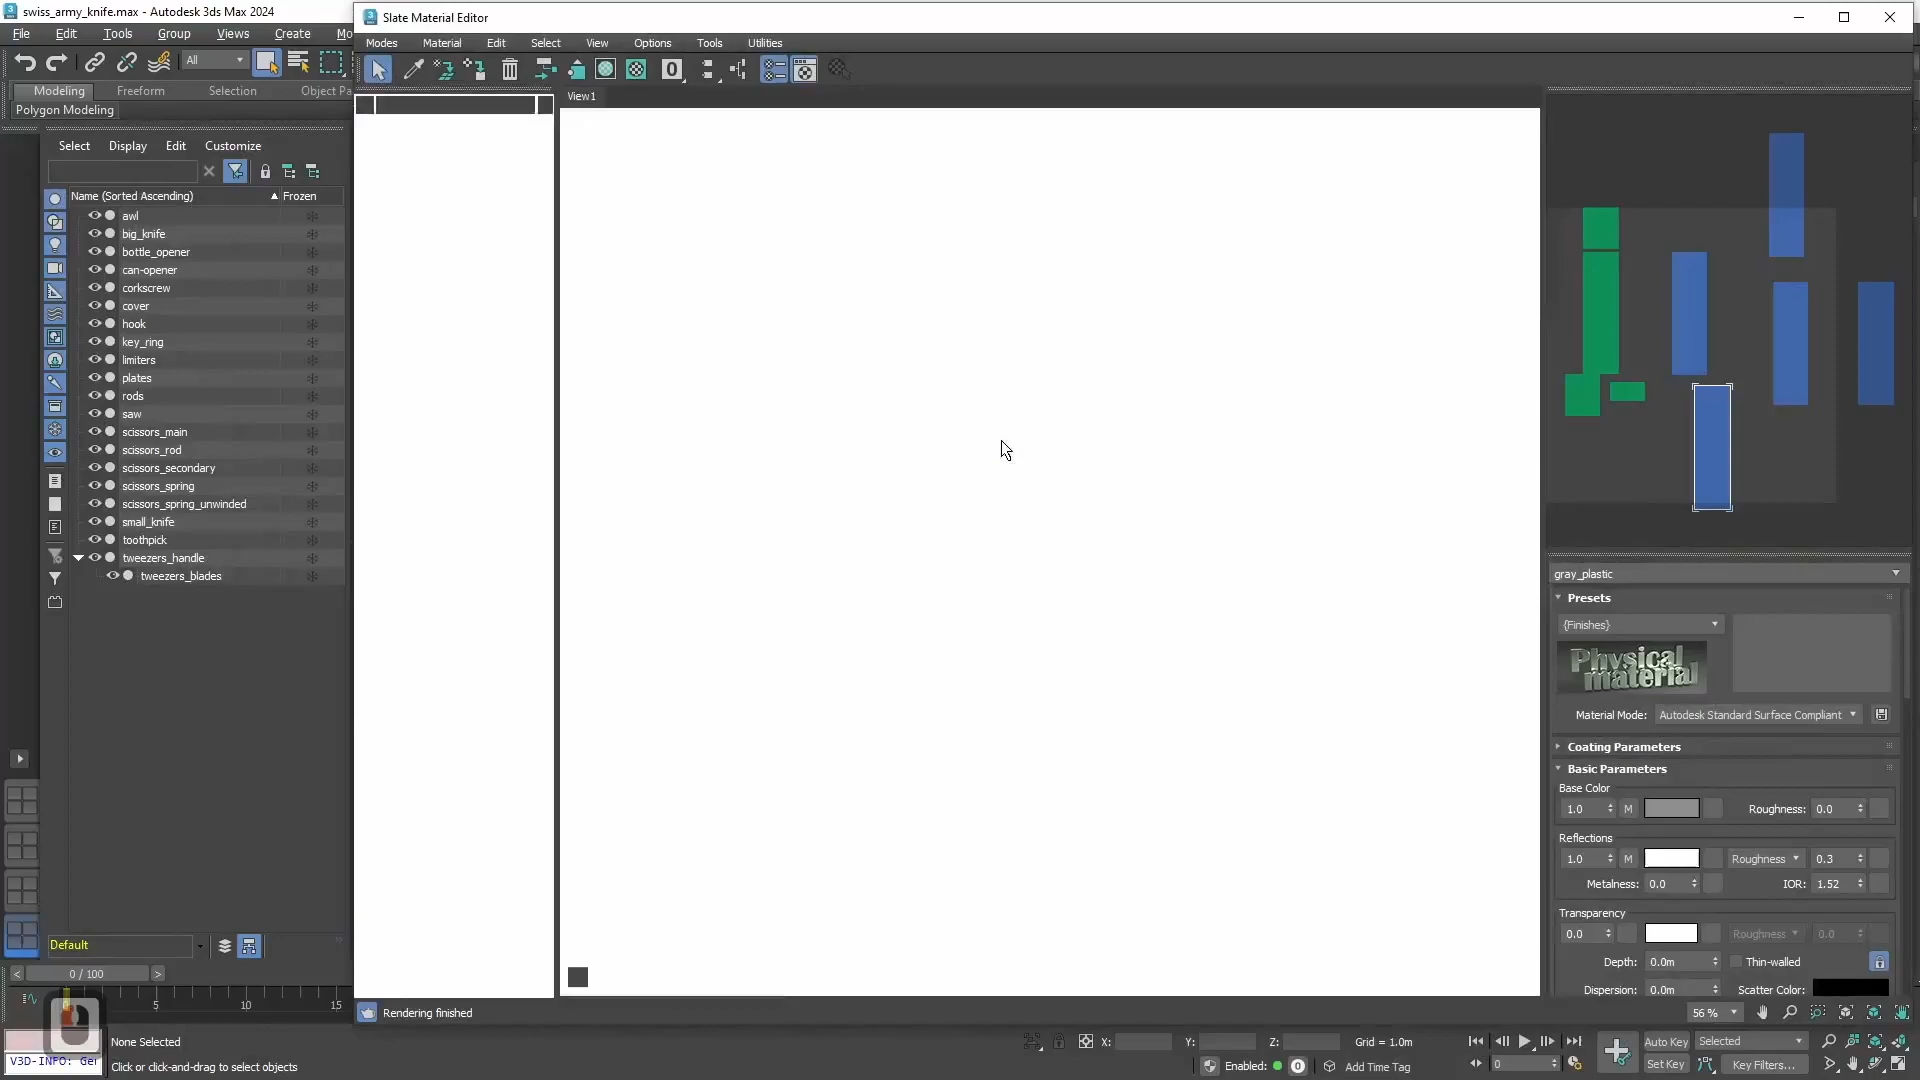 swiss_army_knife.max - Autodesk 3ds Max 2024
File Edit Tools Group Views Create Mo
All
Modeling Freeform Selection Object Pa
Polygon Modeling
Select Display Edit Customize
Name (Sorted Ascending) Frozen
awl
big_knife
bottle_opener
can-opener
corkscrew
cover
hook
key_ring
limiters
plates
rods
saw
scissors_main
scissors_rod
scissors_secondary
scissors_spring
scissors_spring_unwinded
small_knife
toothpick
tweezers_handle
tweezers_blades
Default
0 / 100
0 5 10 15
V3D-INFO: Ger
None Selected
Click or click-and-drag to select objects
Slate Material Editor
Modes Material Edit Select View Options Tools Utilities
0
View1
Rendering finished
gray_plastic
Presets
{Finishes}
Physical material
Material Mode: Autodesk Standard Surface Compliant
Coating Parameters
Basic Parameters
Base Color
1.0 M Roughness: 0.0
Reflections
1.0 M Roughness 0.3
Metalness: 0.0 IOR: 1.52
Transparency
0.0 Roughness 0.0
Depth: 0.0m Thin-walled
Dispersion: 0.0m Scatter Color:
56 %
X: Y: Z: Grid = 1.0m
Enabled: 0 Add Time Tag
0
Auto Key Selected
Set Key Key Filters...